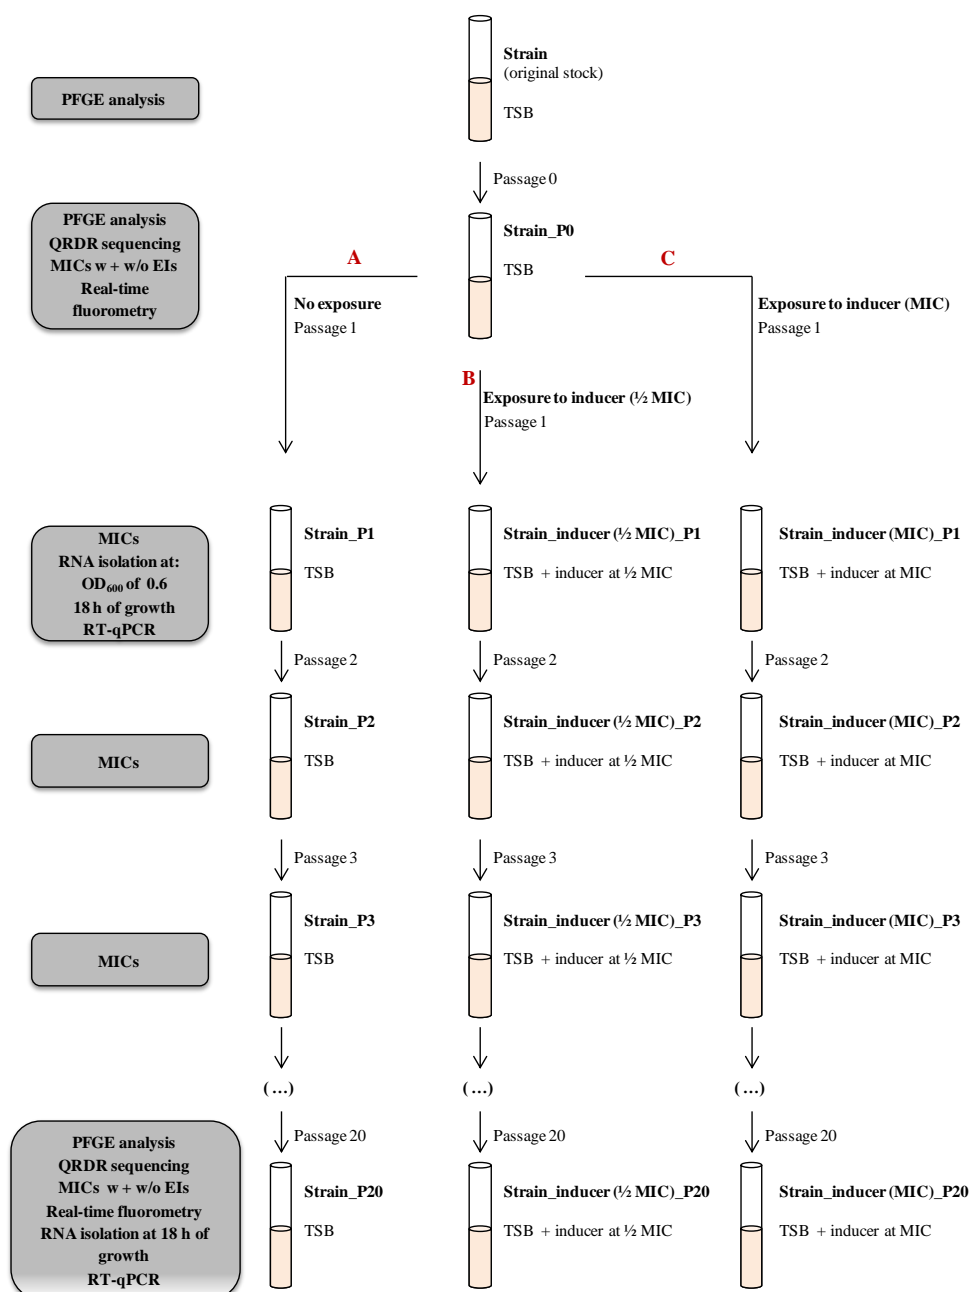 Strain
(original stock)
PFGE analysis
TSB
Passage 0
PFGE analysis
QRDR sequencing
MICs w + w/o EIs
Real-time
fluorometry
Strain_P0
TSB
A
C
No exposure
Passage 1
Exposure to inducer (MIC)
Passage 1
B
Exposure to inducer (½ MIC)
Passage 1
MICs
RNA isolation at:
OD600 of 0.6
18 h of growth
RT-qPCR
Strain_P1
TSB
Strain_inducer (½ MIC)_P1
TSB + inducer at ½ MIC
Strain_inducer (MIC)_P1
TSB + inducer at MIC
Passage 2
Passage 2
Passage 2
MICs
Strain_P2
TSB
Strain_inducer (½ MIC)_P2
TSB + inducer at ½ MIC
Strain_inducer (MIC)_P2
TSB + inducer at MIC
Passage 3
Passage 3
Passage 3
MICs
Strain_P3
TSB
Strain_inducer (½ MIC)_P3
TSB + inducer at ½ MIC
Strain_inducer (MIC)_P3
TSB + inducer at MIC
(...)
(...)
(...)
Passage 20
Passage 20
Passage 20
PFGE analysis
QRDR sequencing
MICs w + w/o EIs
Real-time fluorometry
RNA isolation at 18 h of
growth
RT-qPCR
Strain_P20
TSB
Strain_inducer (½ MIC)_P20
TSB + inducer at ½ MIC
Strain_inducer (MIC)_P20
TSB + inducer at MIC